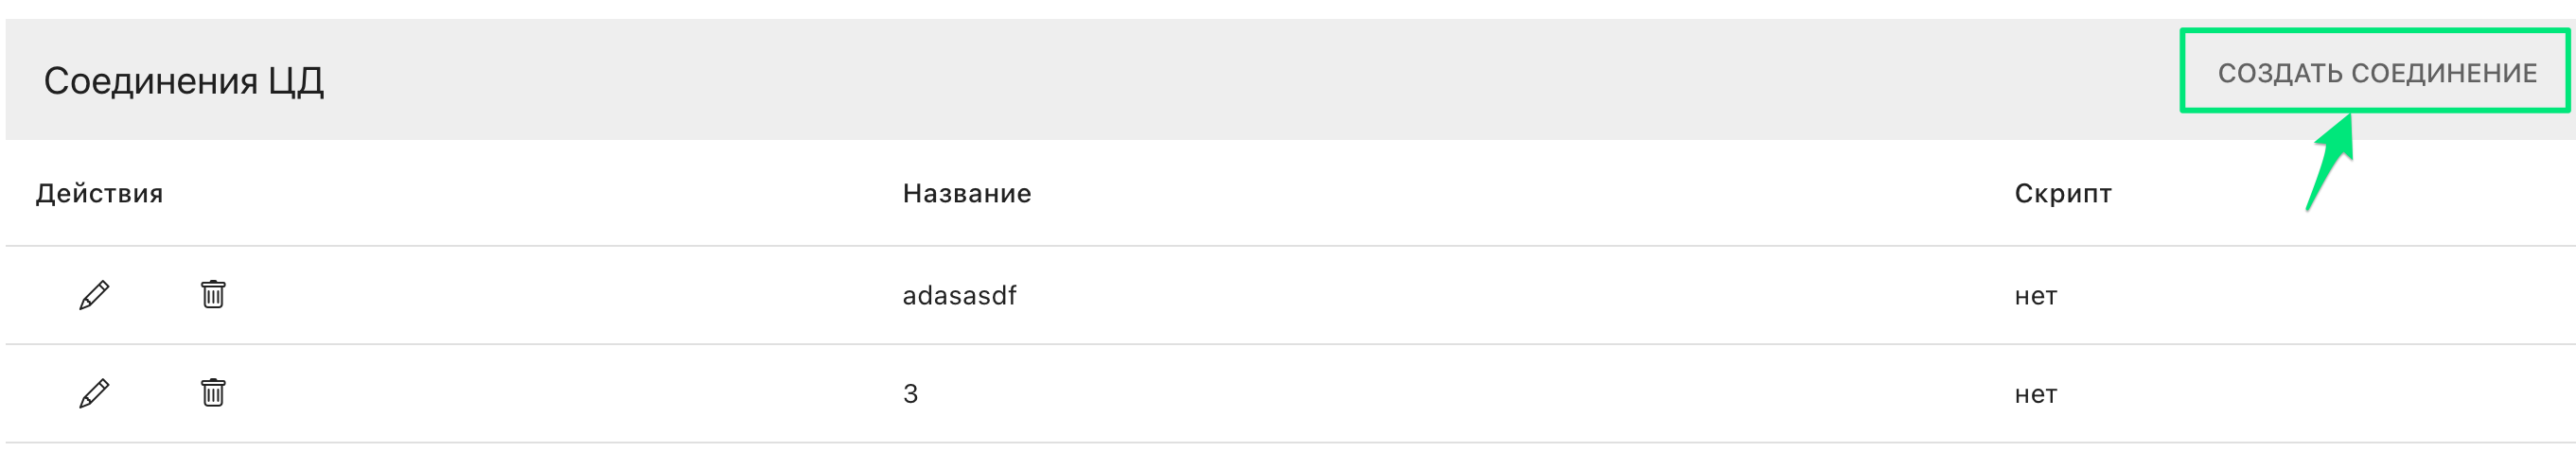 Соединения ЦД
СОЗДАТЬ СОЕДИНЕНИЕ
Действия Название Скрипт
adasasdf нет
3 нет